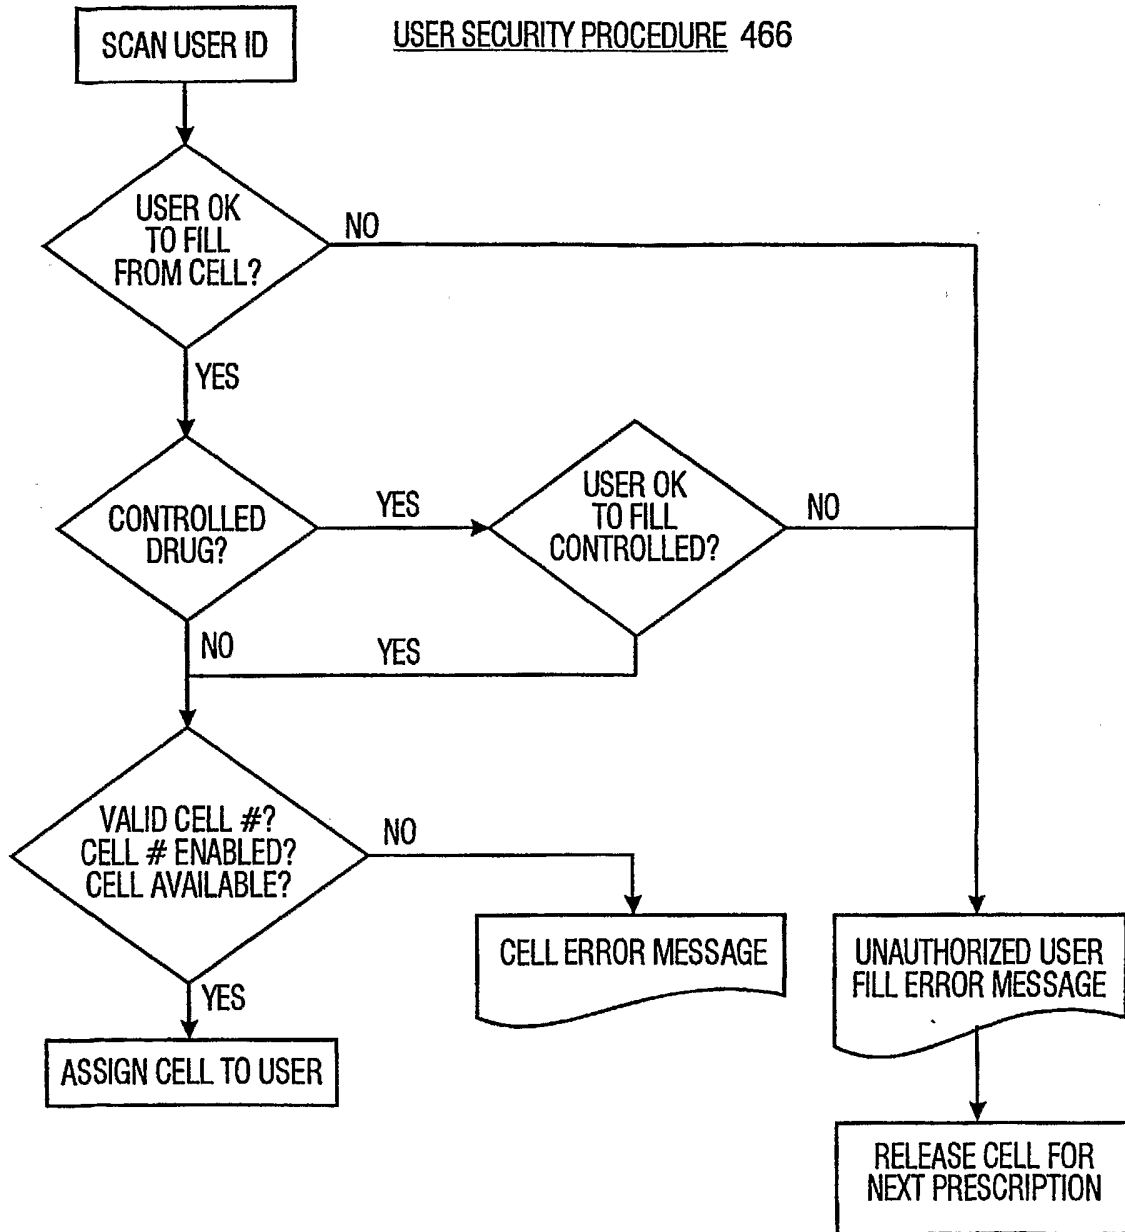 SCAN USER ID
USER SECURITY PROCEDURE 466
USER OK
TO FILL
FROM CELL?
NO
YES
CONTROLLED
DRUG?
YES
USER OK
TO FILL
CONTROLLED?
NO
NO
YES
VALID CELL #?
CELL # ENABLED?
CELL AVAILABLE?
NO
YES
CELL ERROR MESSAGE
UNAUTHORIZED USER
FILL ERROR MESSAGE
ASSIGN CELL TO USER
RELEASE CELL FOR
NEXT PRESCRIPTION